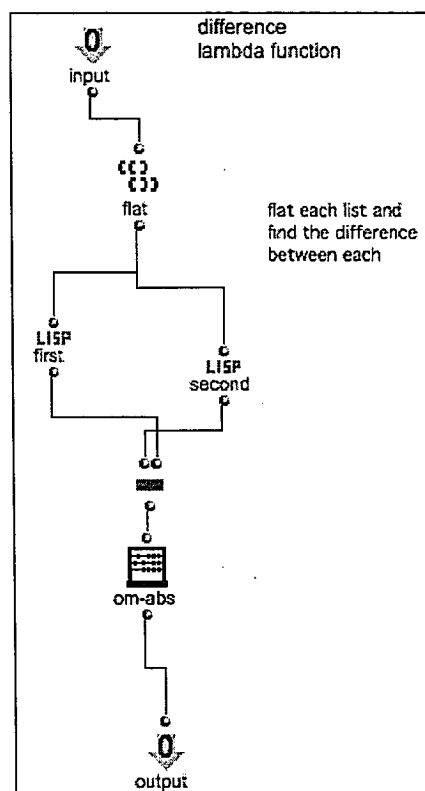 difference
lambda function
0
input
flat
flat each list and
find the difference
between each
LISP
first
LISP
second
om-abs
0
output